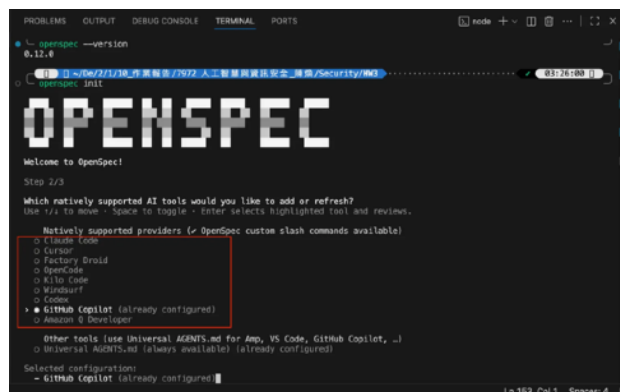 PROBLEMS OUTPUT DEBUG CONSOLE TERMINAL PORTS node
openspec --version
0.12.0
~/De/2/1/10_作業報告/7972 人工智慧與資訊安全_陳煥/Security/HW3 03:26:00
openspec init
OPENSPEC
Welcome to OpenSpec!
Step 2/3
Which natively supported AI tools would you like to add or refresh?
Use ↑/↓ to move · Space to toggle · Enter selects highlighted tool and reviews.
Natively supported providers (✓ OpenSpec custom slash commands available)
○ Claude Code
○ Cursor
○ Factory Droid
○ OpenCode
○ Kilo Code
○ Windsurf
○ Codex
› ● GitHub Copilot (already configured)
○ Amazon Q Developer
Other tools (use Universal AGENTS.md for Amp, VS Code, GitHub Copilot, …)
○ Universal AGENTS.md (always available) (already configured)
Selected configuration:
- GitHub Copilot (already configured)
Ln 153, Col 1 Spaces: 4